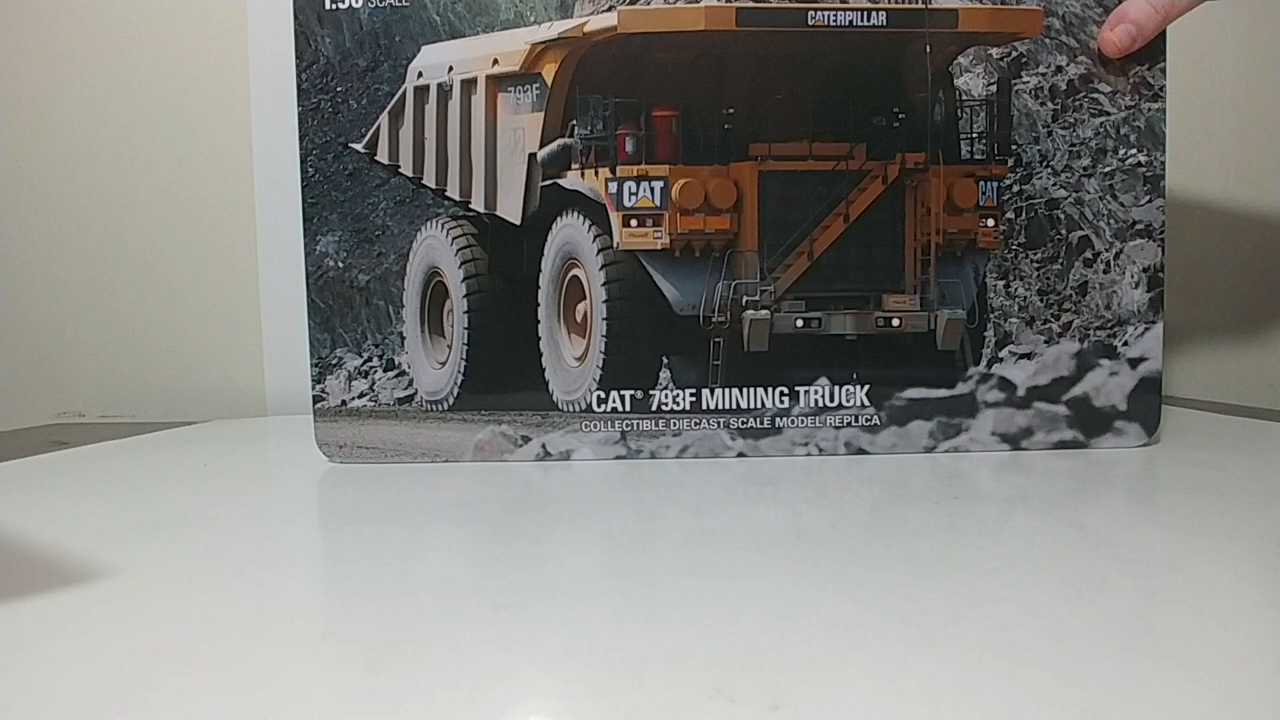 1:50 SCALE
CATERPILLAR
793F
CAT
CAT
CAT® 793F MINING TRUCK
COLLECTIBLE DIECAST SCALE MODEL REPLICA